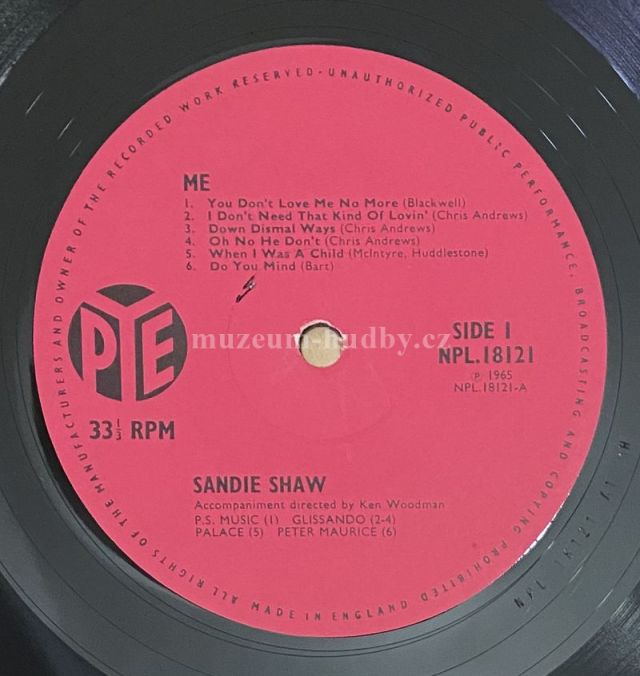 MANUFACTURERS AND OWNER OF THE RECORDED WORK RESERVED · UNAUTHORIZED PUBLIC PERFORMANCE, BROADCASTING AND COPYING PROHIBITED
ME
1. You Don't Love Me No More (Blackwell)
2. I Don't Need That Kind Of Lovin' (Chris Andrews)
3. Down Dismal Ways (Chris Andrews)
4. Oh No He Don't (Chris Andrews)
5. When I Was A Child (McIntyre, Huddlestone)
6. Do You Mind (Bart)
PYE
muzeum-hudby.cz
SIDE 1
NPL.18121
℗ 1965
NPL.18121-A
33⅓ RPM
SANDIE SHAW
Accompaniment directed by Ken Woodman
P.S. MUSIC (1) GLISSANDO (2-4)
PALACE (5) PETER MAURICE (6)
ALL RIGHTS OF THE
MADE IN ENGLAND
NPL 18121 A1